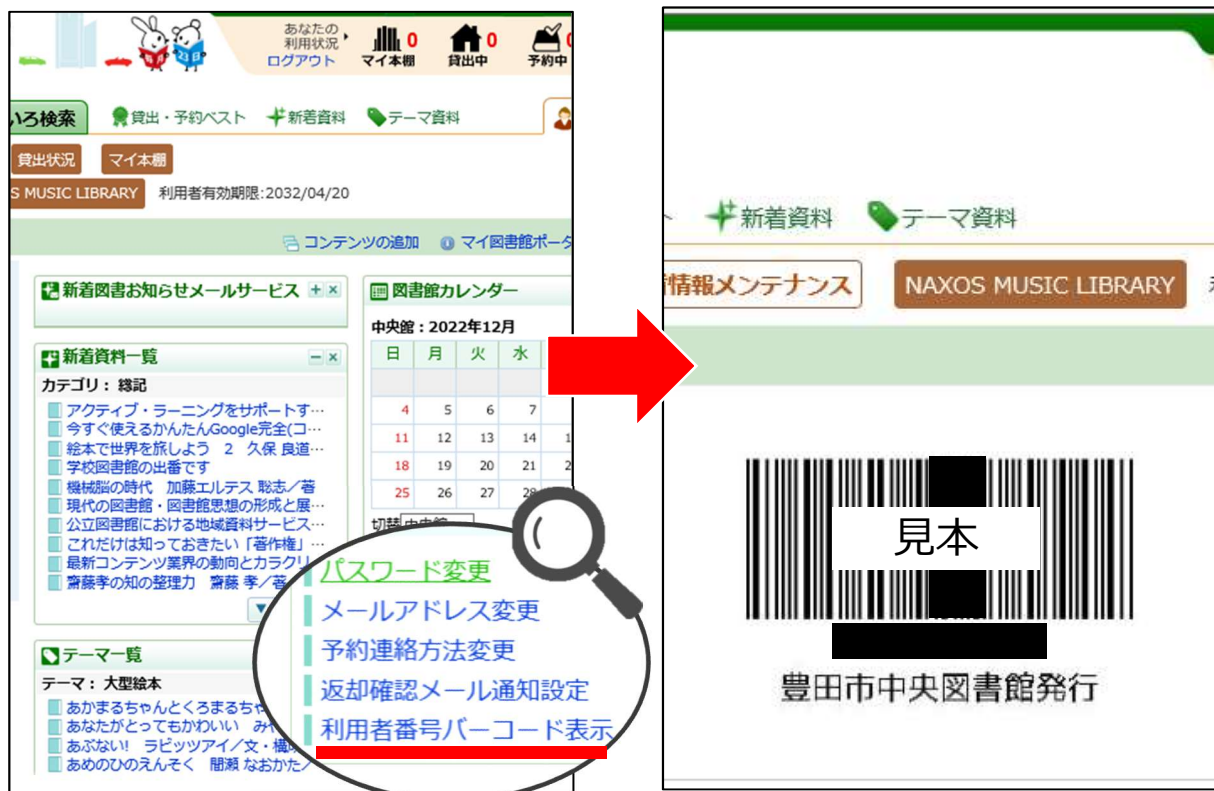 あなたの
利用状況
ログアウト
マイ本棚
0
貸出中
0
予約中
いろ検索
貸出・予約ベスト
新着資料
テーマ資料
貸出状況
マイ本棚
S MUSIC LIBRARY
利用者有効期限:2032/04/20
コンテンツの追加
マイ図書館ポータ
新着図書お知らせメールサービス
新着資料一覧
カテゴリ： 総記
アクティブ・ラーニングをサポートす…
今すぐ使えるかんたんGoogle完全(コ…
絵本で世界を旅しよう　2　久保 良道…
学校図書館の出番です
機械脳の時代　加藤エルテス 聡志／著
現代の図書館・図書館思想の形成と展…
公立図書館における地域資料サービス…
これだけは知っておきたい「著作権」…
最新コンテンツ業界の動向とカラクリ
齋藤孝の知の整理力　齋藤 孝／著
テーマ一覧
テーマ： 大型絵本
あかまるちゃんとくろまるちゃ
あなたがとってもかわいい　みや
あぶない!　ラビッツアイ／文・構
あめのひのえんそく　間瀬 なおかた／
図書館カレンダー
中央館：2022年12月
日 月 火 水
4 5 6 7
11 12 13 14 1
18 19 20 21 2
25 26 27 28
切替
パスワード変更
メールアドレス変更
予約連絡方法変更
返却確認メール通知設定
利用者番号バーコード表示
新着資料
テーマ資料
情報メンテナンス
NAXOS MUSIC LIBRARY
見本
豊田市中央図書館発行